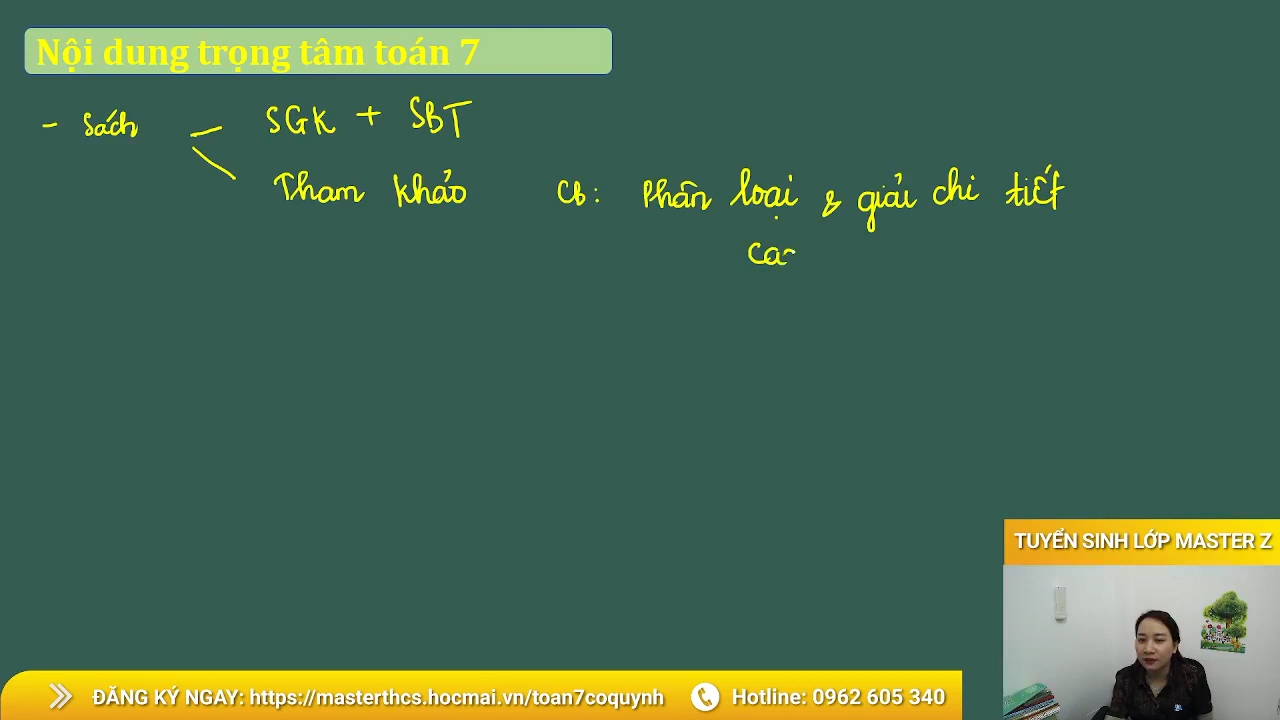 Nội dung trọng tâm toán 7
- Sách
SGK + SBT
Tham khảo CB: Phân loại & giải chi tiết
các
TUYỂN SINH LỚP MASTER Z
ĐĂNG KÝ NGAY: https://masterthcs.hocmai.vn/toan7coquynh Hotline: 0962 605 340